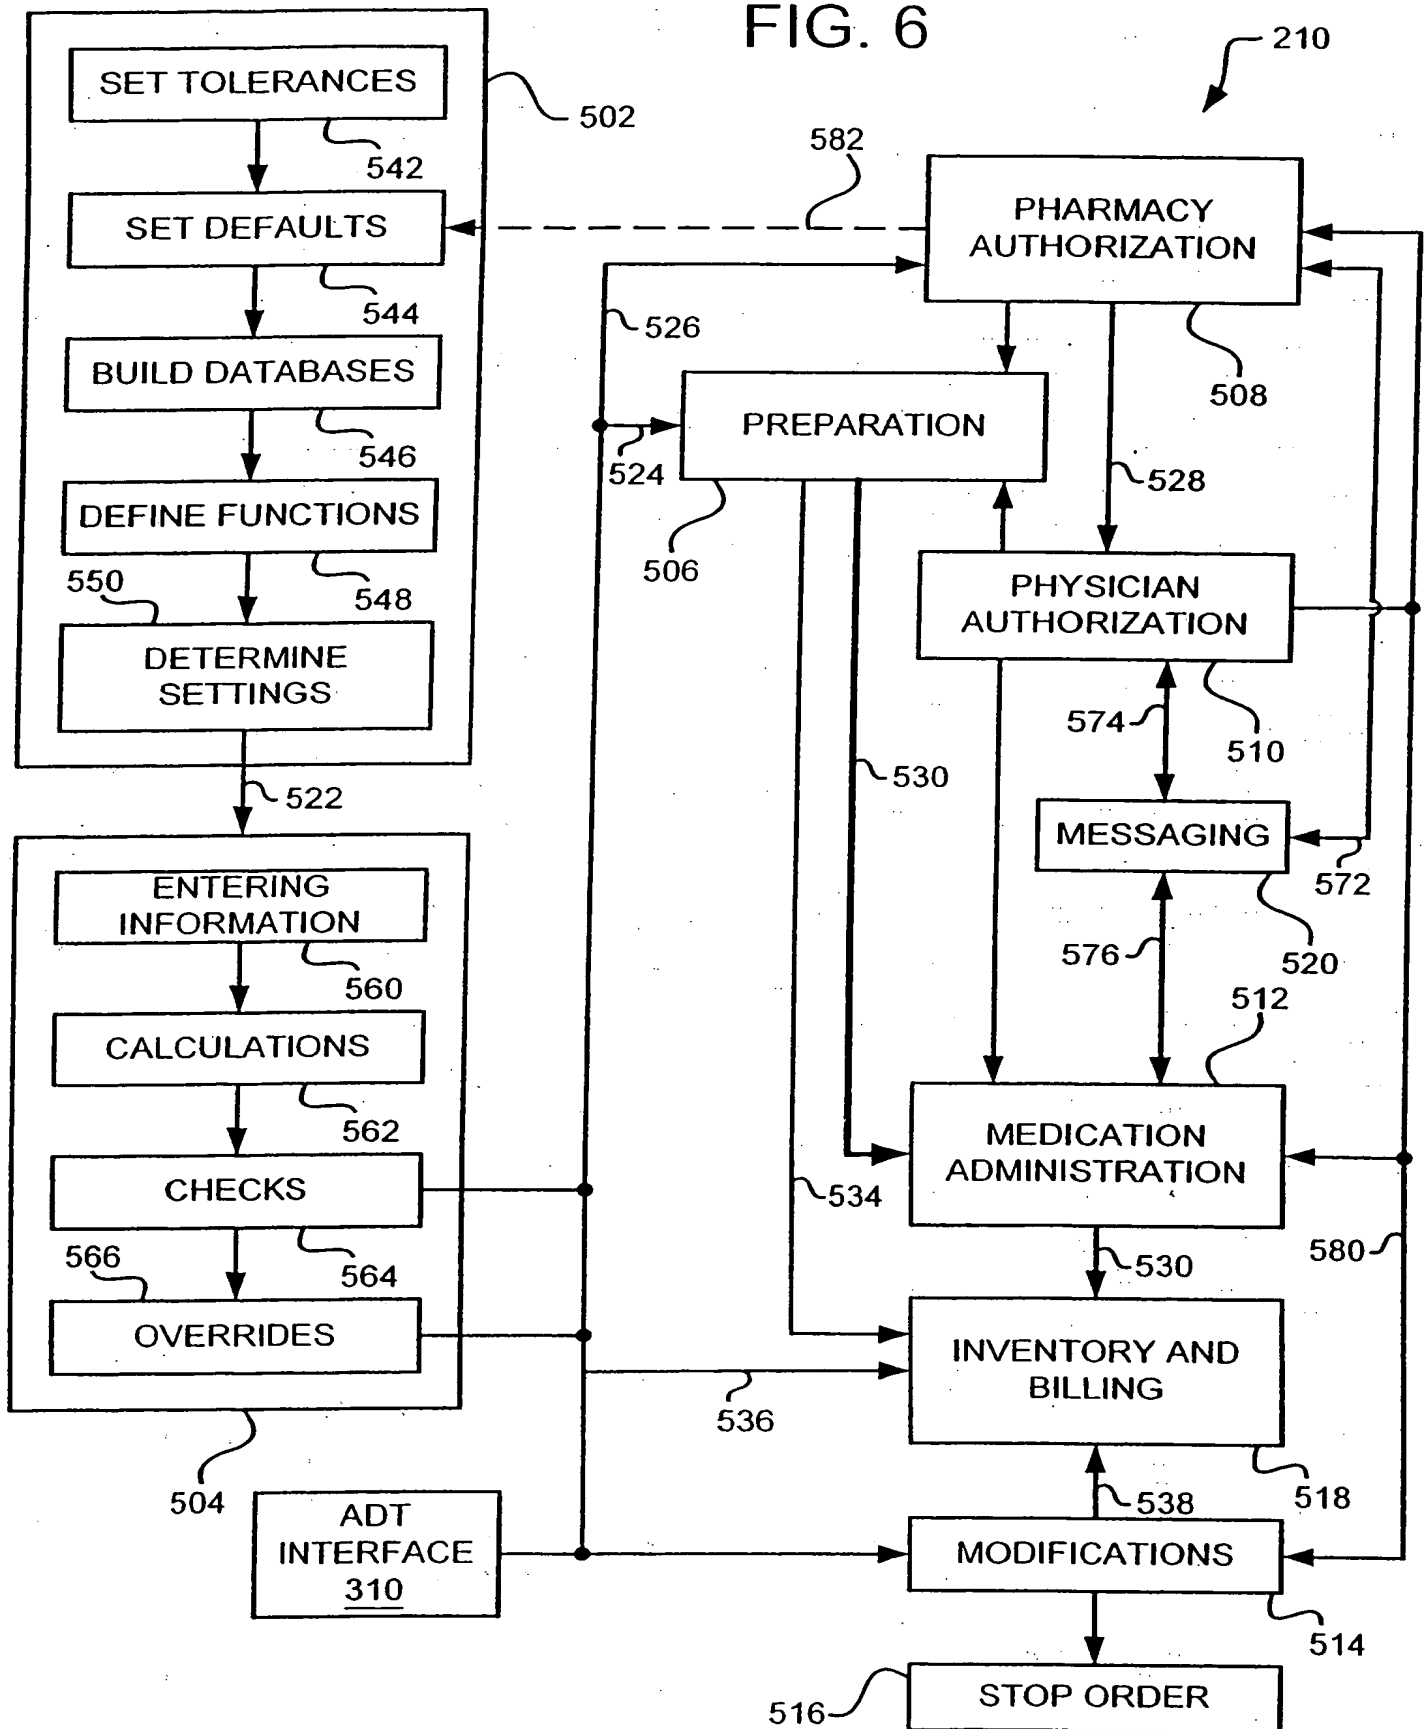 FIG. 6
210
SET TOLERANCES
502
542
582
SET DEFAULTS
544
PHARMACY
AUTHORIZATION
526
BUILD DATABASES
546
508
PREPARATION
524
528
DEFINE FUNCTIONS
548
550
506
PHYSICIAN
AUTHORIZATION
DETERMINE
SETTINGS
574
510
530
522
MESSAGING
572
ENTERING
INFORMATION
560
576
520
512
CALCULATIONS
562
MEDICATION
ADMINISTRATION
CHECKS
534
564
566
530
580
OVERRIDES
INVENTORY AND
BILLING
536
504
538
518
ADT
INTERFACE
310
MODIFICATIONS
514
516
STOP ORDER